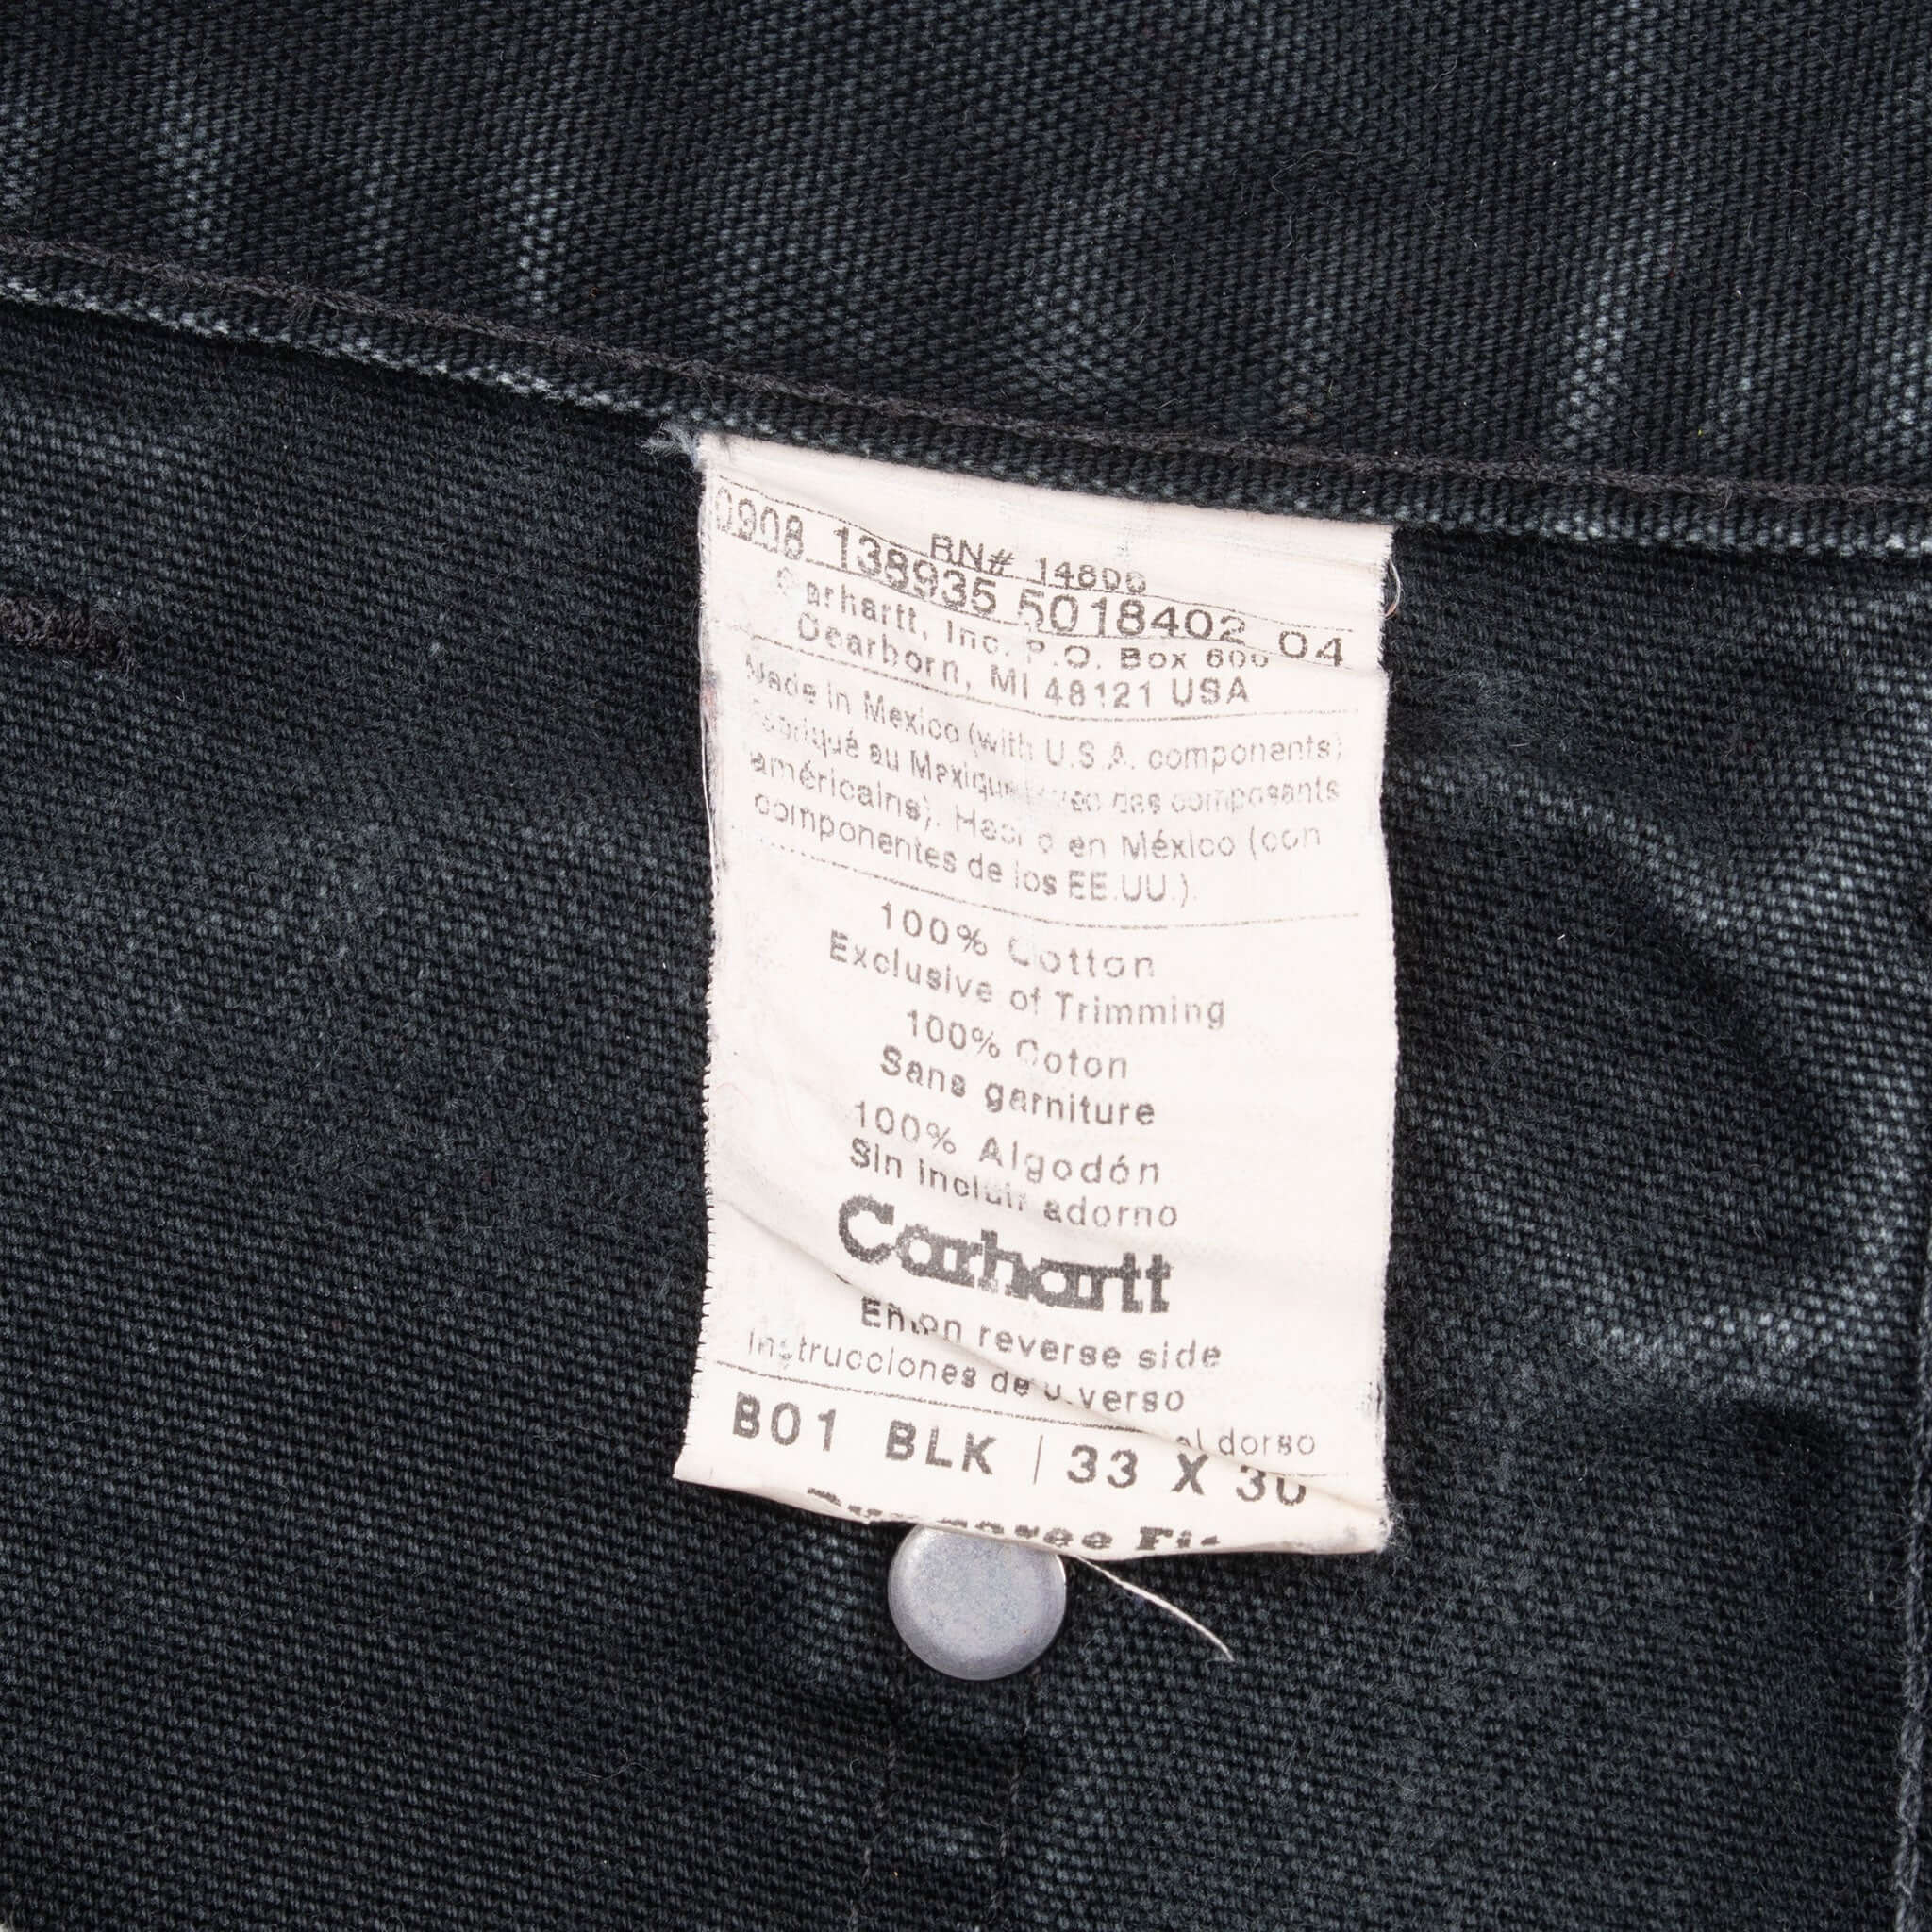 RN# 14806
0908 138935 5018402 04
Carhartt, Inc. P.O. Box 600
Dearborn, MI 48121 USA
Made in Mexico (with U.S.A. components)
Fabriqué au Mexique (avec des composants
américains). Hecho en México (con
componentes de los EE.UU.).
100% Cotton
Exclusive of Trimming
100% Coton
Sans garniture
100% Algodón
Sin incluir adorno
Carhartt
on reverse side
Instrucciones
al dorso
B01 BLK | 33 X 30
Fit